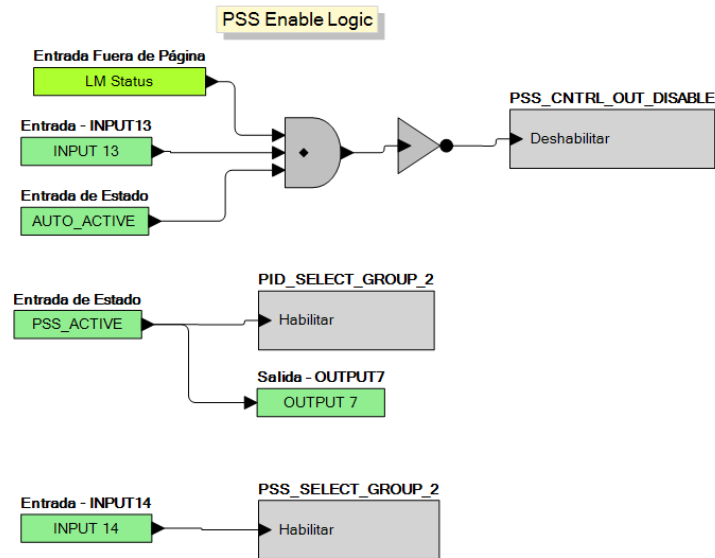 PSS Enable Logic
Entrada Fuera de Página
LM Status
PSS_CNTRL_OUT_DISABLE
Entrada - INPUT13
INPUT 13
Deshabilitar
Entrada de Estado
AUTO_ACTIVE
PID_SELECT_GROUP_2
Entrada de Estado
PSS_ACTIVE
Habilitar
Salida - OUTPUT7
OUTPUT 7
PSS_SELECT_GROUP_2
Entrada - INPUT14
INPUT 14
Habilitar